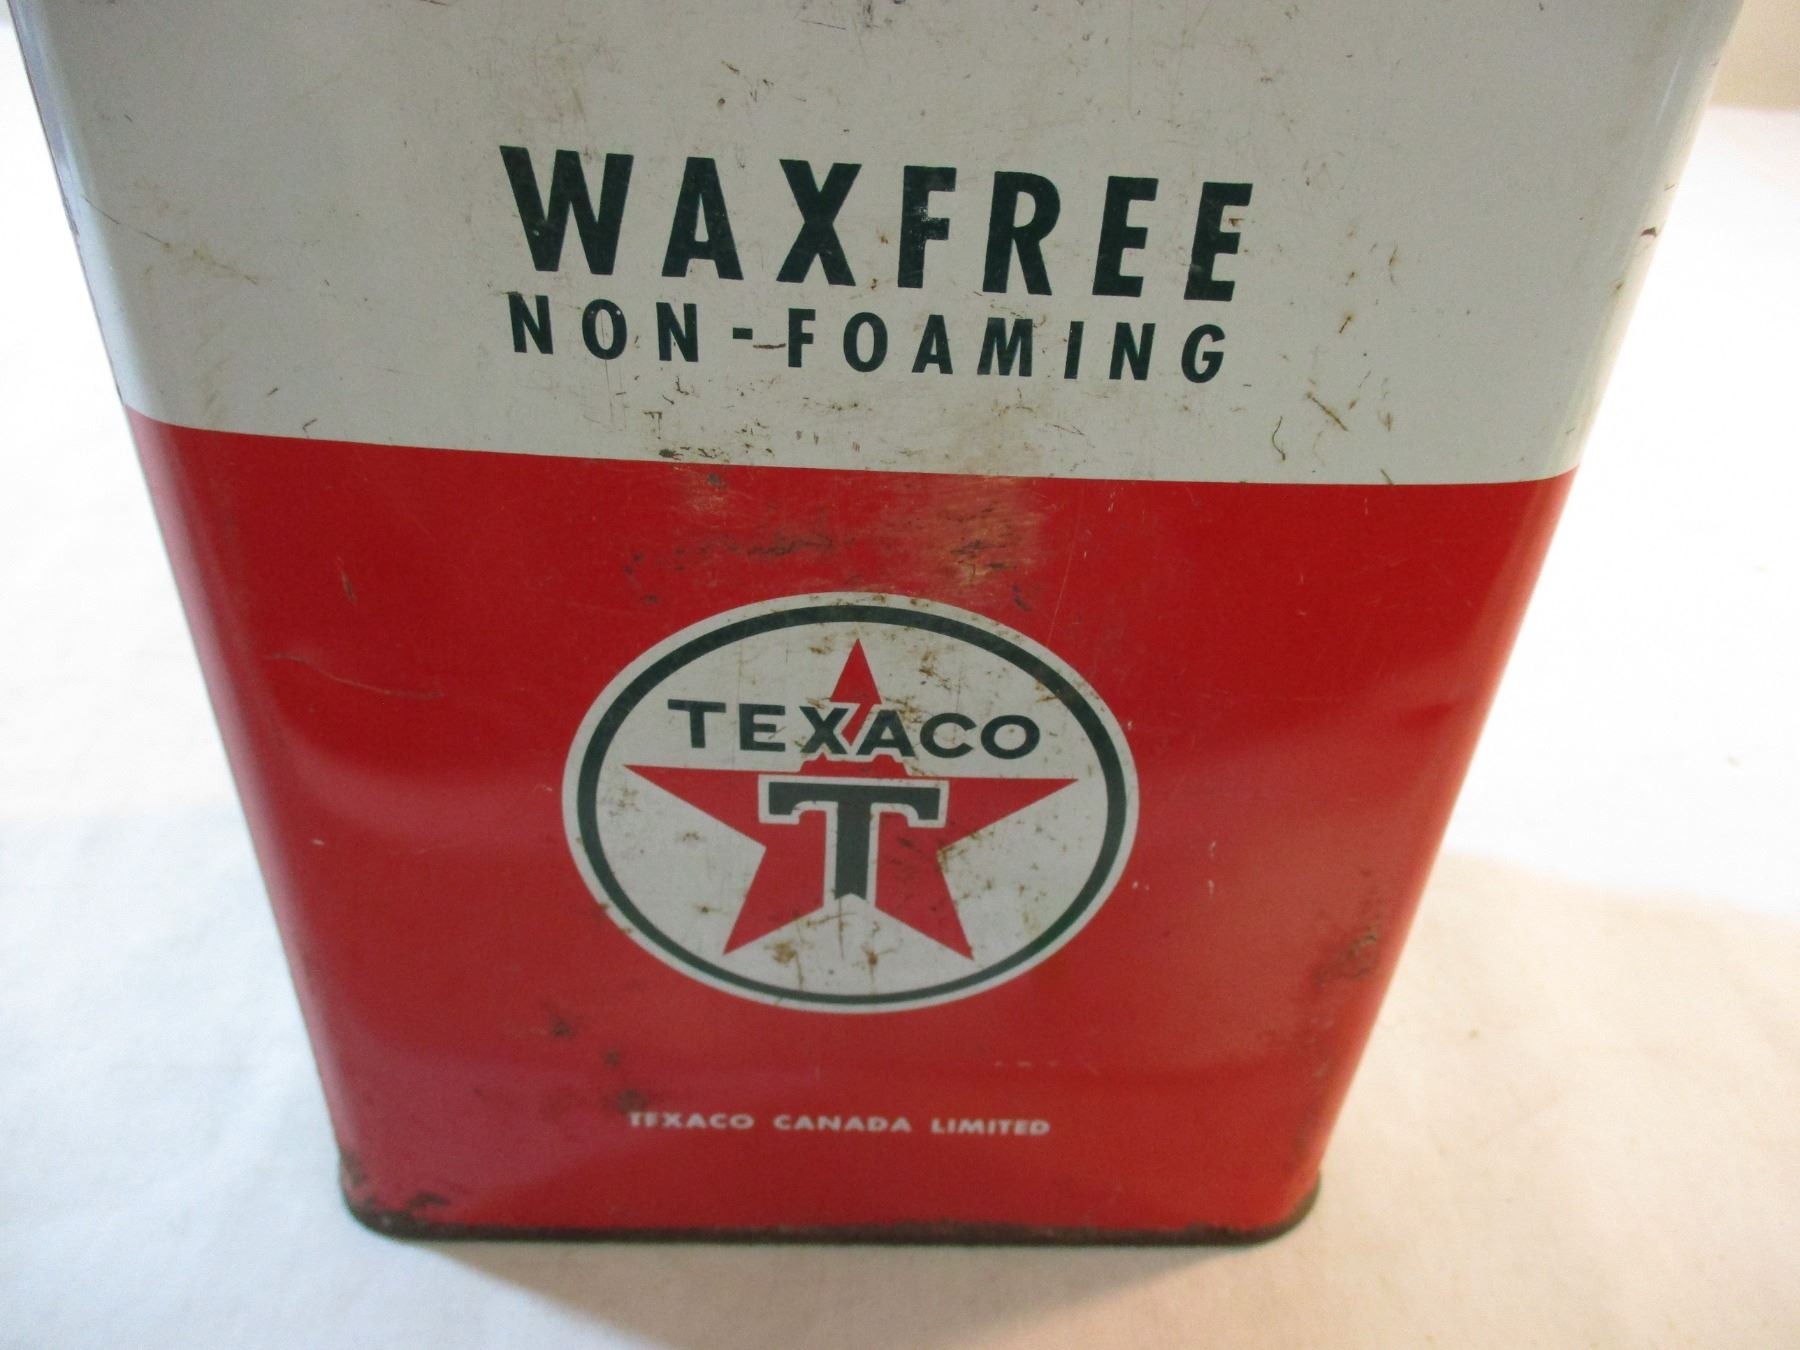 WAXFREE
NON-FOAMING
TEXACO
T
TEXACO CANADA LIMITED